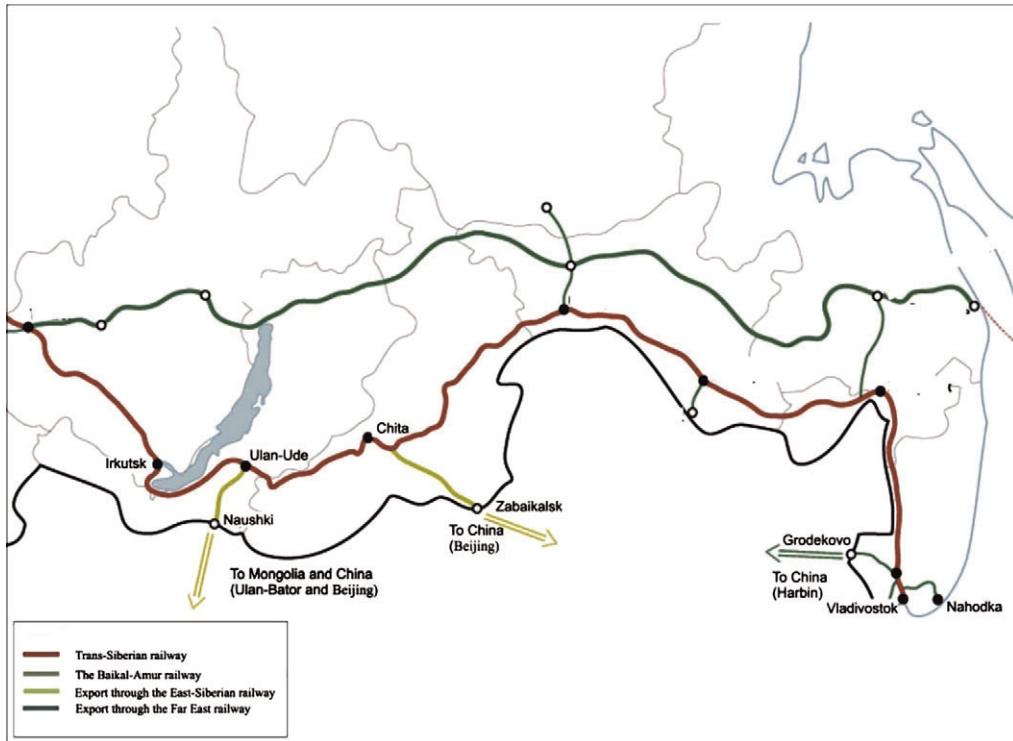 Irkutsk
Ulan-Ude
Chita
Naushki
Zabaikalsk
To China
(Beijing)
To Mongolia and China
(Ulan-Bator and Beijing)
Grodekovo
To China
(Harbin)
Vladivostok
Nahodka
Trans-Siberian railway
The Baikal-Amur railway
Export through the East-Siberian railway
Export through the Far East railway